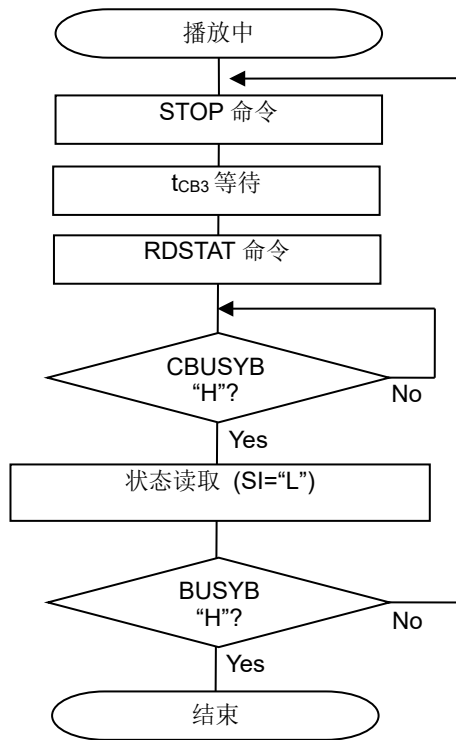 播放中
STOP 命令
tCB3 等待
RDSTAT 命令
CBUSYB
“H”?
No
Yes
状态读取 (SI=“L”)
BUSYB
“H”?
No
Yes
结束